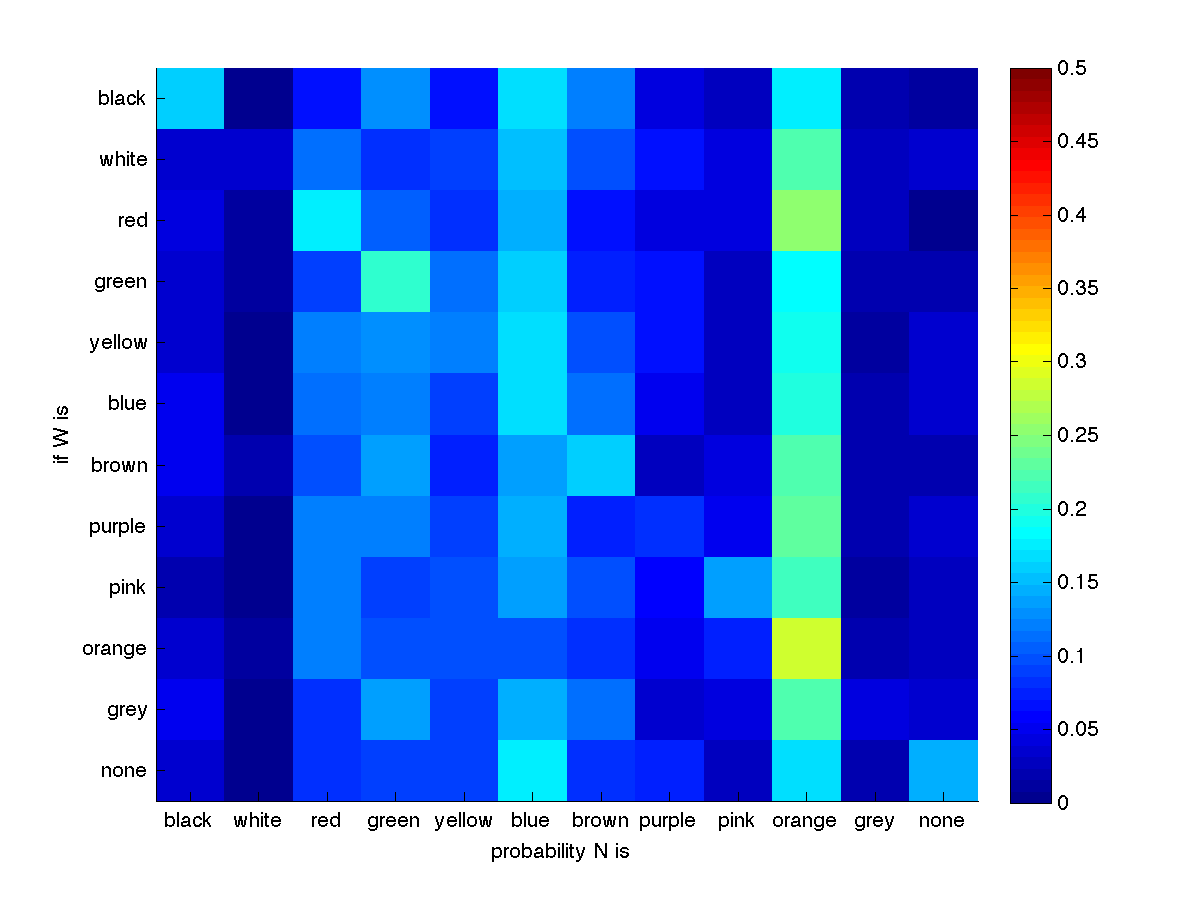 black
white
red
green
yellow
blue
brown
purple
pink
orange
grey
none
if W is
black white red green yellow blue brown purple pink orange grey none
probability N is
0.5
0.45
0.4
0.35
0.3
0.25
0.2
0.15
0.1
0.05
0